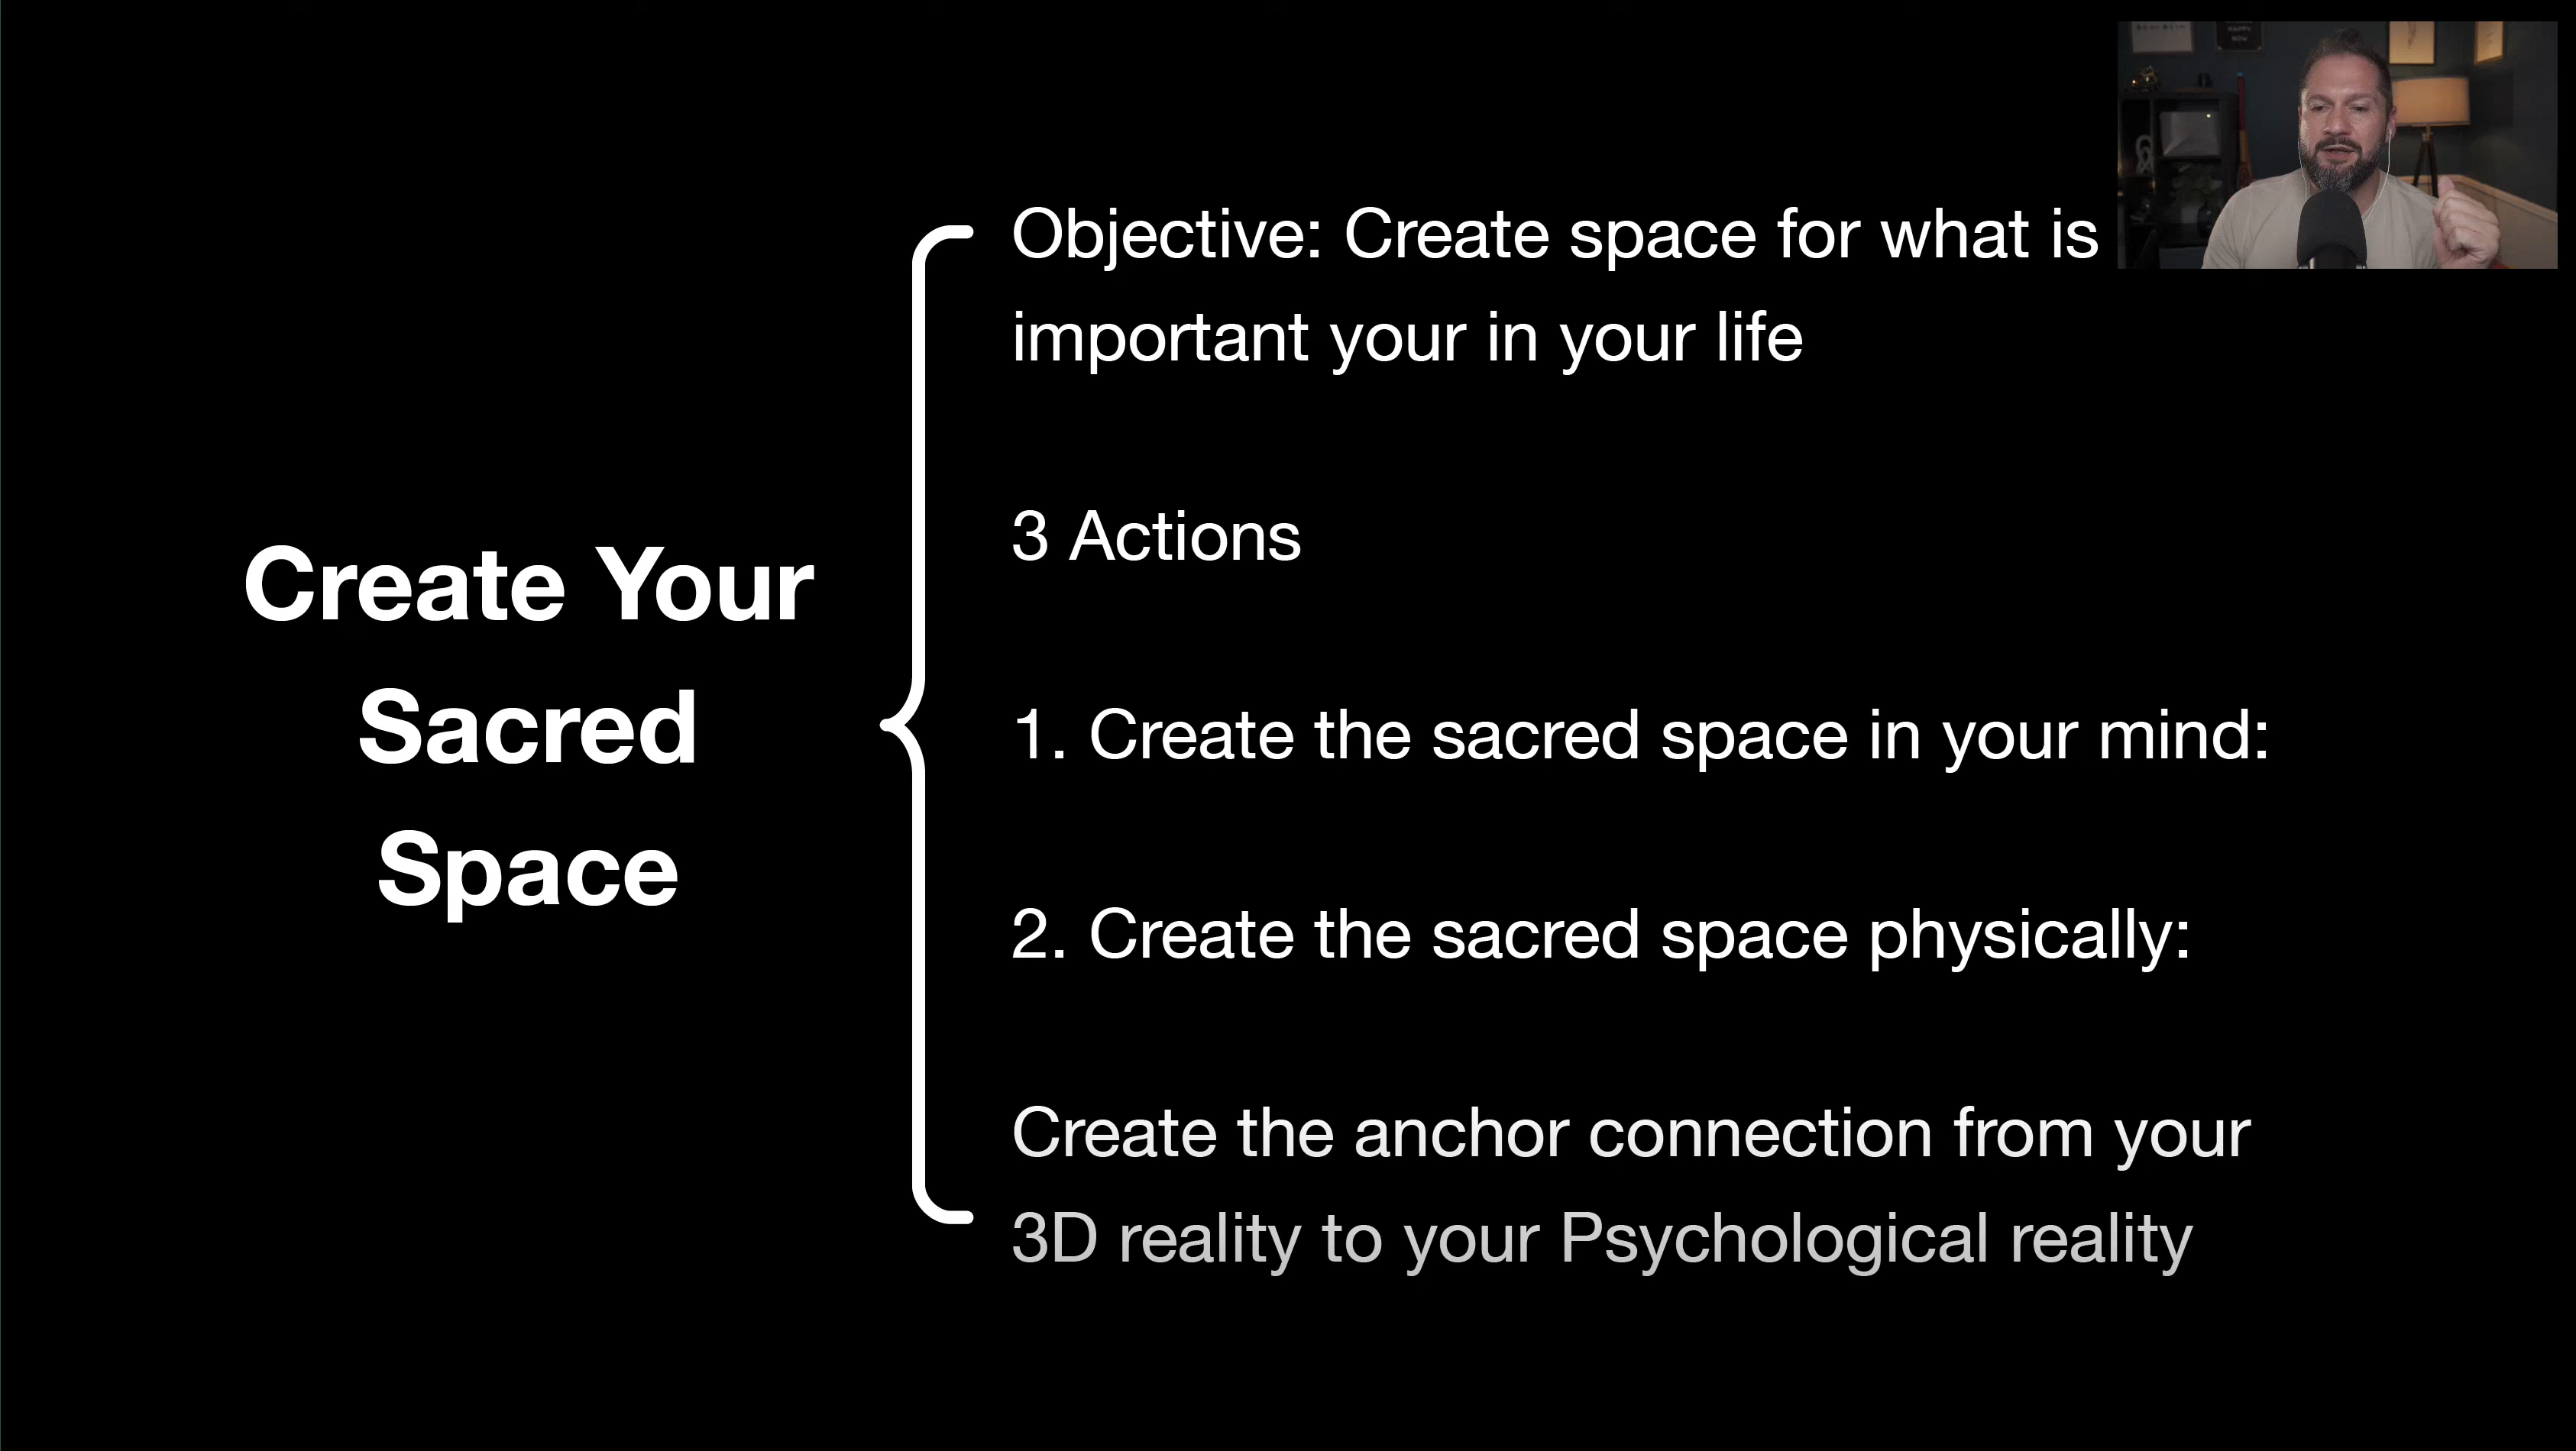 Create Your
Sacred
Space
Objective: Create space for what is
important your in your life
3 Actions
1. Create the sacred space in your mind:
2. Create the sacred space physically:
Create the anchor connection from your
3D reality to your Psychological reality
HAPPY
NOW